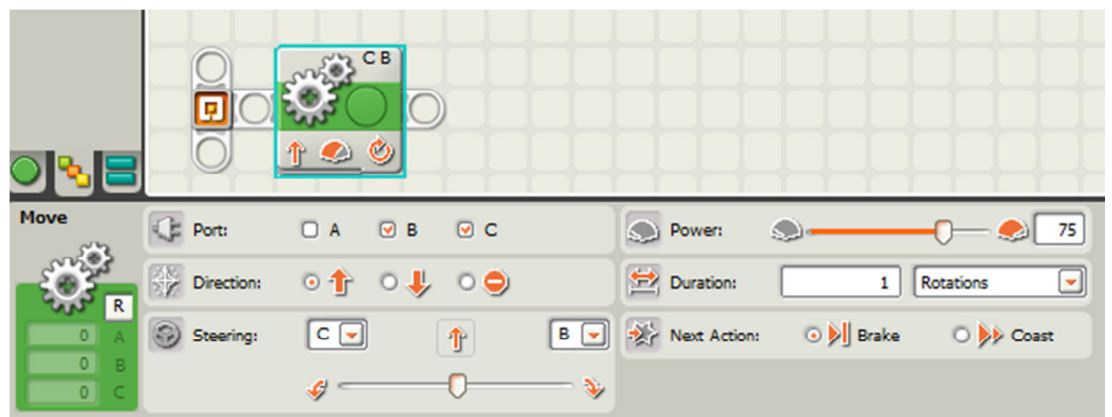 C B
Move
R
0 A
0 B
0 C
Port: A B C
Direction:
Steering: C B
Power: 75
Duration: 1 Rotations
Next Action: Brake Coast